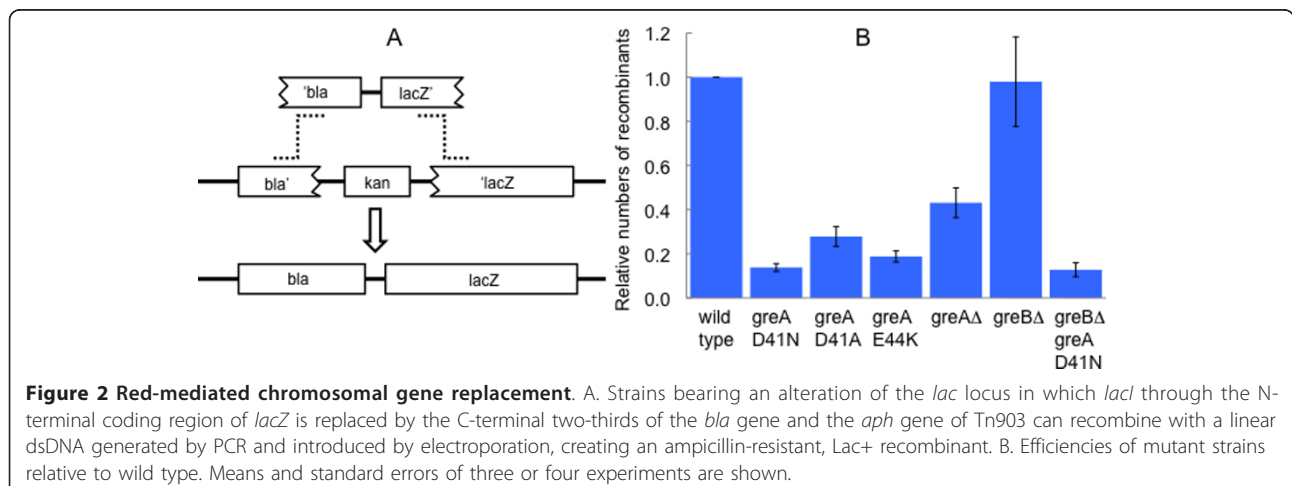 A
'bla
lacZ'
bla'
kan
'lacZ
bla
lacZ
B
Relative numbers of recombinants
1.2
1.0
0.8
0.6
0.4
0.2
0.0
wild type
greA D41N
greA D41A
greA E44K
greAΔ
greBΔ
greBΔ greA D41N
Figure 2 Red-mediated chromosomal gene replacement. A. Strains bearing an alteration of the lac locus in which lacI through the N-
terminal coding region of lacZ is replaced by the C-terminal two-thirds of the bla gene and the aph gene of Tn903 can recombine with a linear
dsDNA generated by PCR and introduced by electroporation, creating an ampicillin-resistant, Lac+ recombinant. B. Efficiencies of mutant strains
relative to wild type. Means and standard errors of three or four experiments are shown.